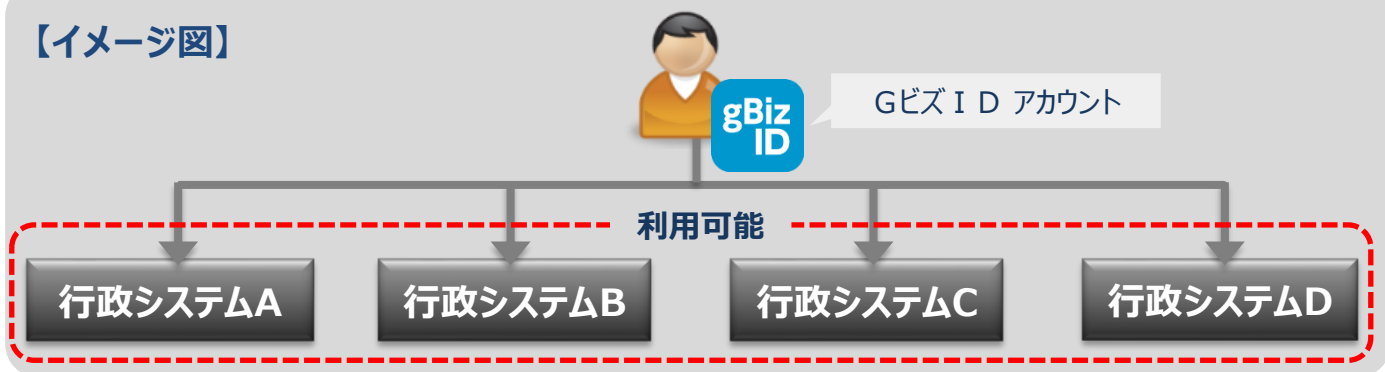 【イメージ図】
gBiz
ID
GビズＩＤ アカウント
利用可能
行政システムA
行政システムB
行政システムC
行政システムD